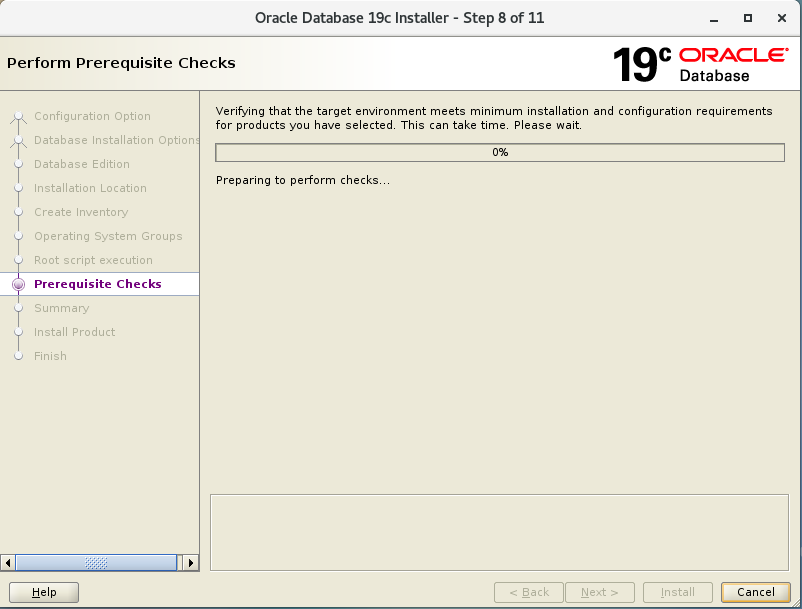 Oracle Database 19c Installer - Step 8 of 11
Perform Prerequisite Checks
19c ORACLE
Database
Configuration Option
Database Installation Options
Database Edition
Installation Location
Create Inventory
Operating System Groups
Root script execution
Prerequisite Checks
Summary
Install Product
Finish
Verifying that the target environment meets minimum installation and configuration requirements
for products you have selected. This can take time. Please wait.
0%
Preparing to perform checks...
Help
< Back
Next >
Install
Cancel